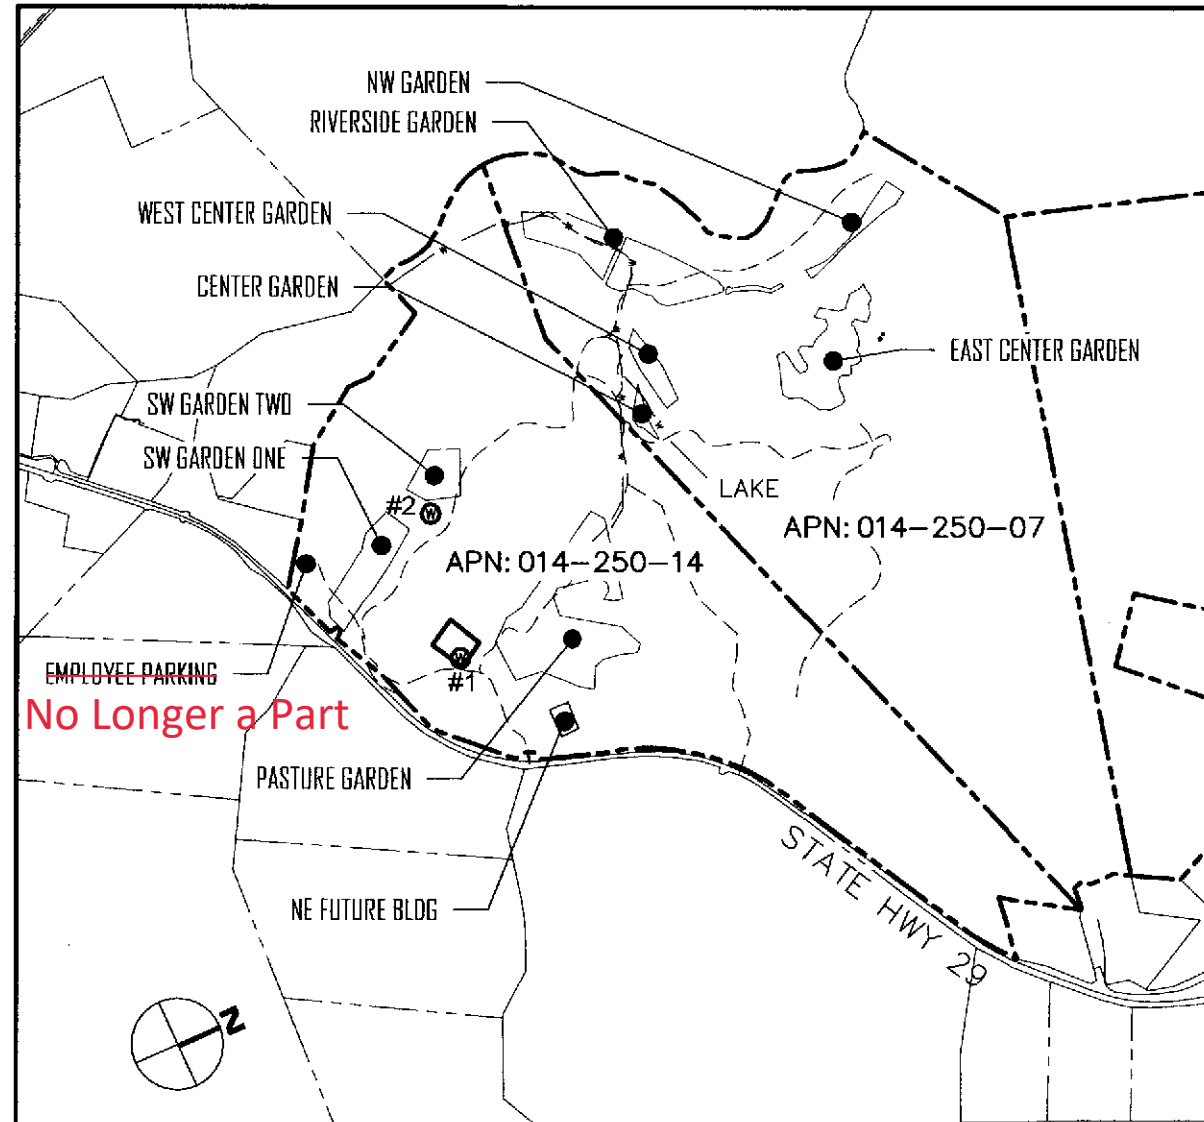 NW GARDEN
RIVERSIDE GARDEN
WEST CENTER GARDEN
CENTER GARDEN
EAST CENTER GARDEN
SW GARDEN TWO
SW GARDEN ONE
LAKE
#2
W
APN: 014-250-07
APN: 014-250-14
W
#1
EMPLOYEE PARKING
No Longer a Part
PASTURE GARDEN
STATE HWY 29
NE FUTURE BLDG
N